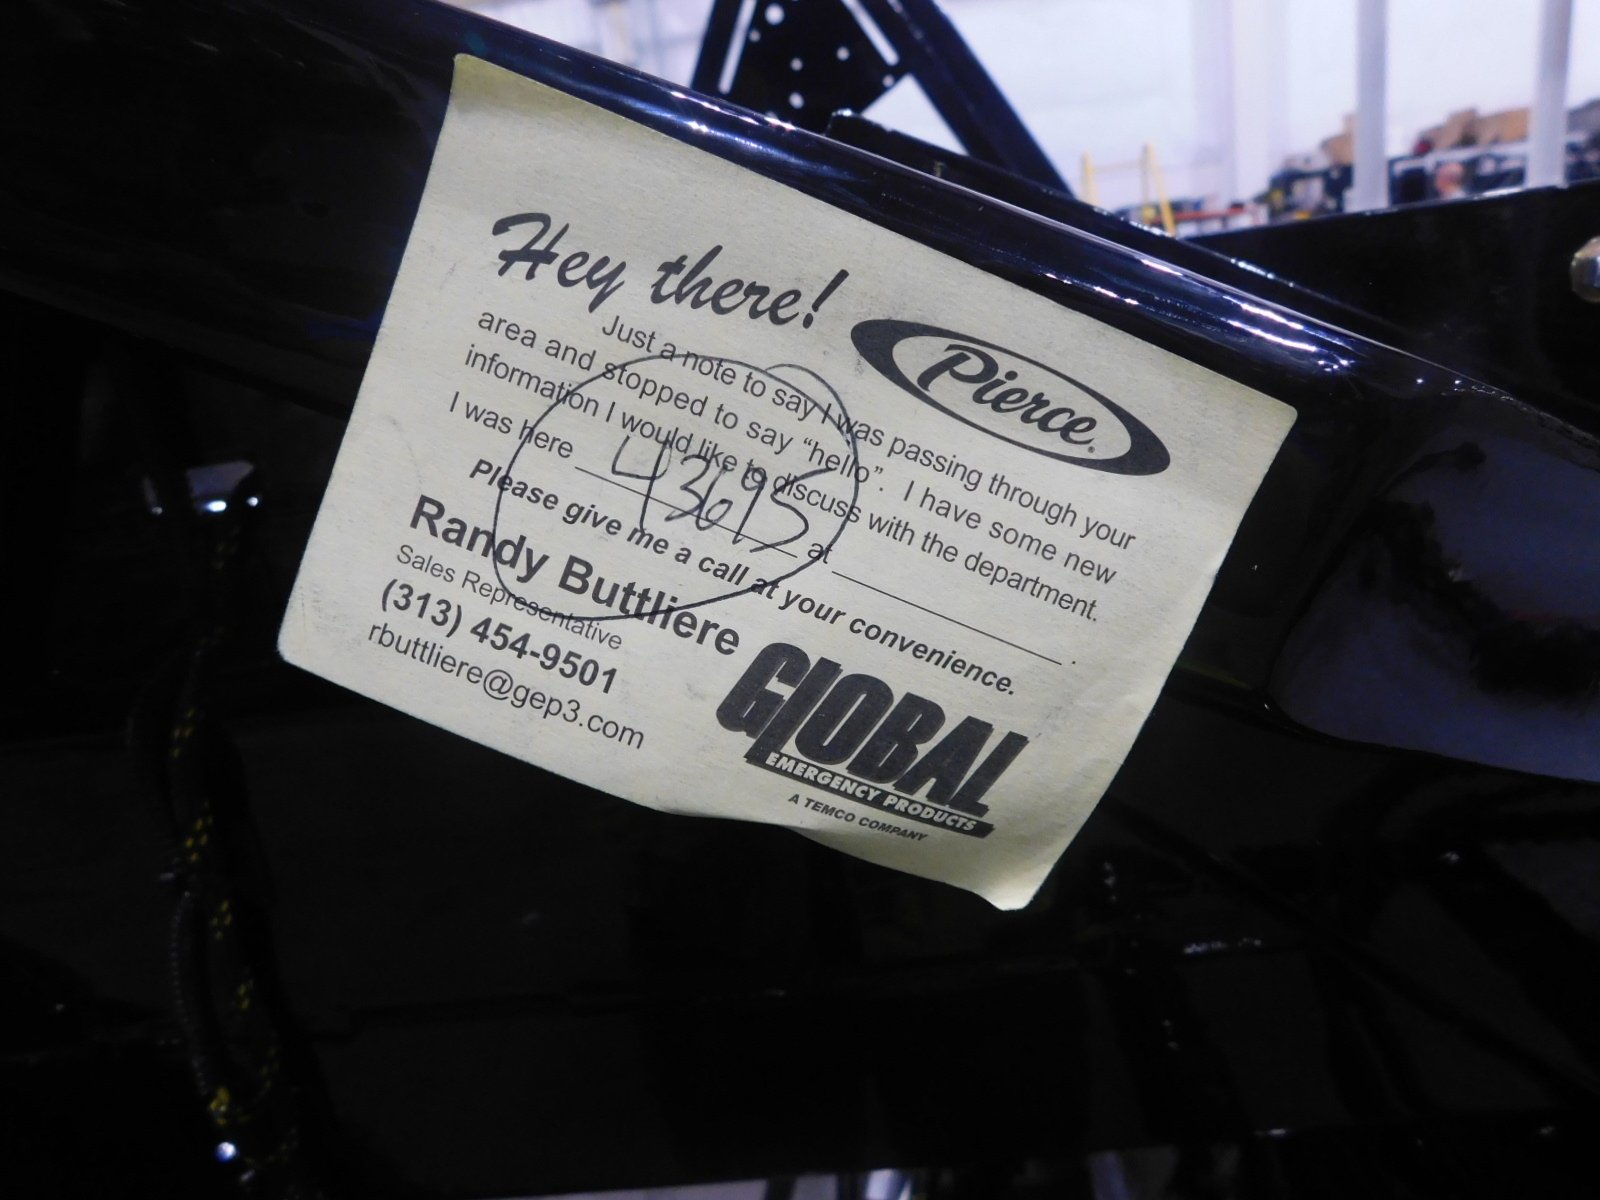 Hey there!
Pierce®
Just a note to say I was passing through your
area and stopped to say “hello”. I have some new
information I would like to discuss with the department.
I was here 43695 at ____________.
Please give me a call at your convenience.
Randy Buttliere
Sales Representative
(313) 454-9501
rbuttliere@gep3.com
GLOBAL
EMERGENCY PRODUCTS
A TEMCO COMPANY